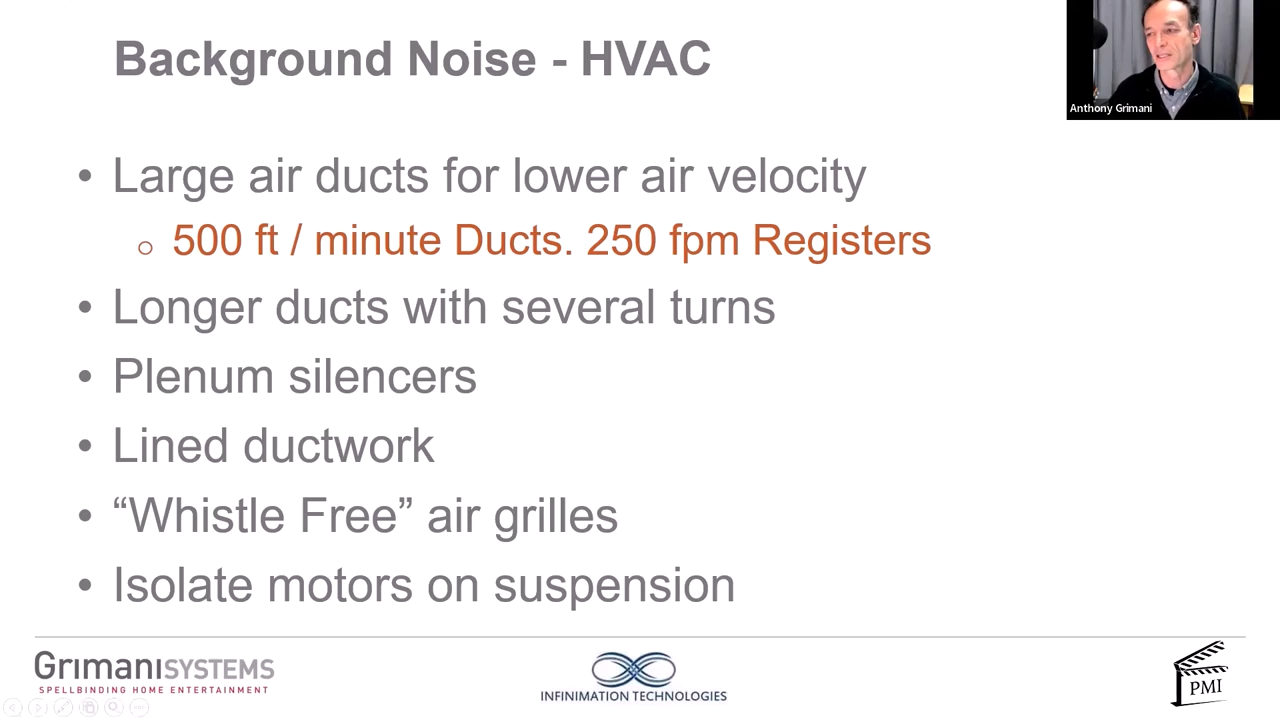 Background Noise - HVAC
Anthony Grimani
• Large air ducts for lower air velocity
○ 500 ft / minute Ducts. 250 fpm Registers
• Longer ducts with several turns
• Plenum silencers
• Lined ductwork
• “Whistle Free” air grilles
• Isolate motors on suspension
GrimaniSYSTEMS
SPELLBINDING HOME ENTERTAINMENT
INFINIMATION TECHNOLOGIES
PMI